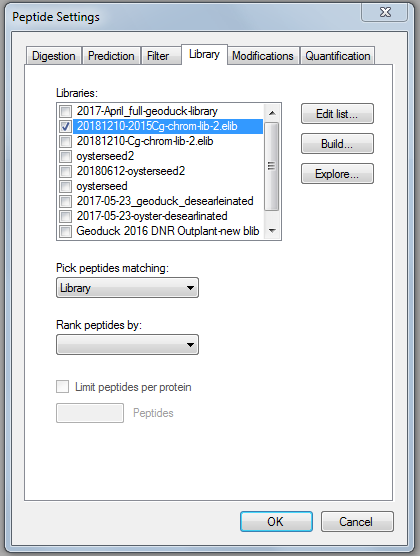 Peptide Settings
Digestion Prediction Filter Library Modifications Quantification
Libraries:
2017-April_full-geoduck-library
20181210-2015Cg-chrom-lib-2.elib
20181210-Cg-chrom-lib-2.elib
oysterseed2
20180612-oysterseed2
oysterseed
2017-05-23_geoduck_desearleinated
2017-05-23-oyster-desearlinated
Geoduck 2016 DNR Outplant-new blib
Edit list...
Build...
Explore...
Pick peptides matching:
Library
Rank peptides by:
Limit peptides per protein
Peptides
OK Cancel